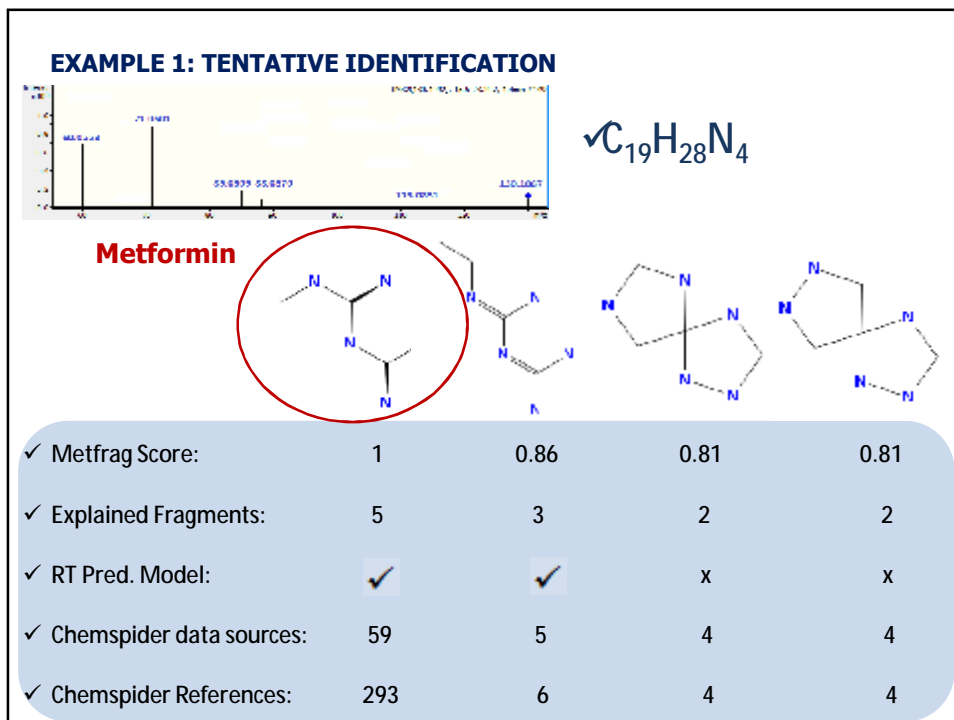 EXAMPLE 1: TENTATIVE IDENTIFICATION
✓C₁₉H₂₈N₄
Metformin
N N N N
N N N
N N N N N
N N N N N
✓ Metfrag Score: 1 0.86 0.81 0.81
✓ Explained Fragments: 5 3 2 2
✓ RT Pred. Model: ✓ ✓ x x
✓ Chemspider data sources: 59 5 4 4
✓ Chemspider References: 293 6 4 4